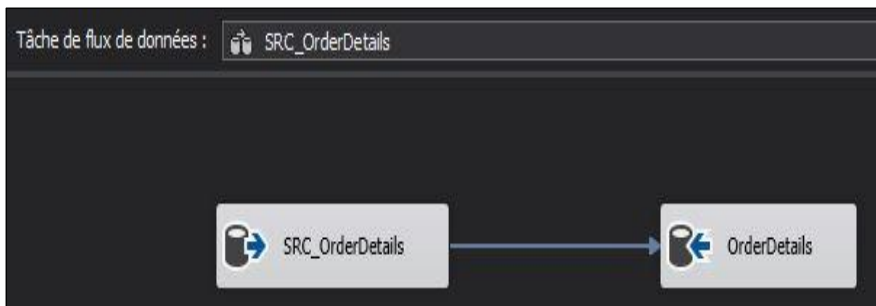 Tâche de flux de données : SRC_OrderDetails
SRC_OrderDetails
OrderDetails